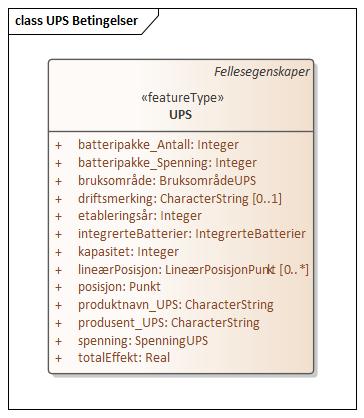 class UPS Betingelser
Fellesegenskaper
«featureType»
UPS
+ batteripakke_Antall: Integer
+ batteripakke_Spenning: Integer
+ bruksområde: BruksområdeUPS
+ driftsmerking: CharacterString [0..1]
+ etableringsår: Integer
+ integrerteBatterier: IntegrerteBatterier
+ kapasitet: Integer
+ lineærPosisjon: LineærPosisjonPunkt [0..*]
+ posisjon: Punkt
+ produktnavn_UPS: CharacterString
+ produsent_UPS: CharacterString
+ spenning: SpenningUPS
+ totalEffekt: Real